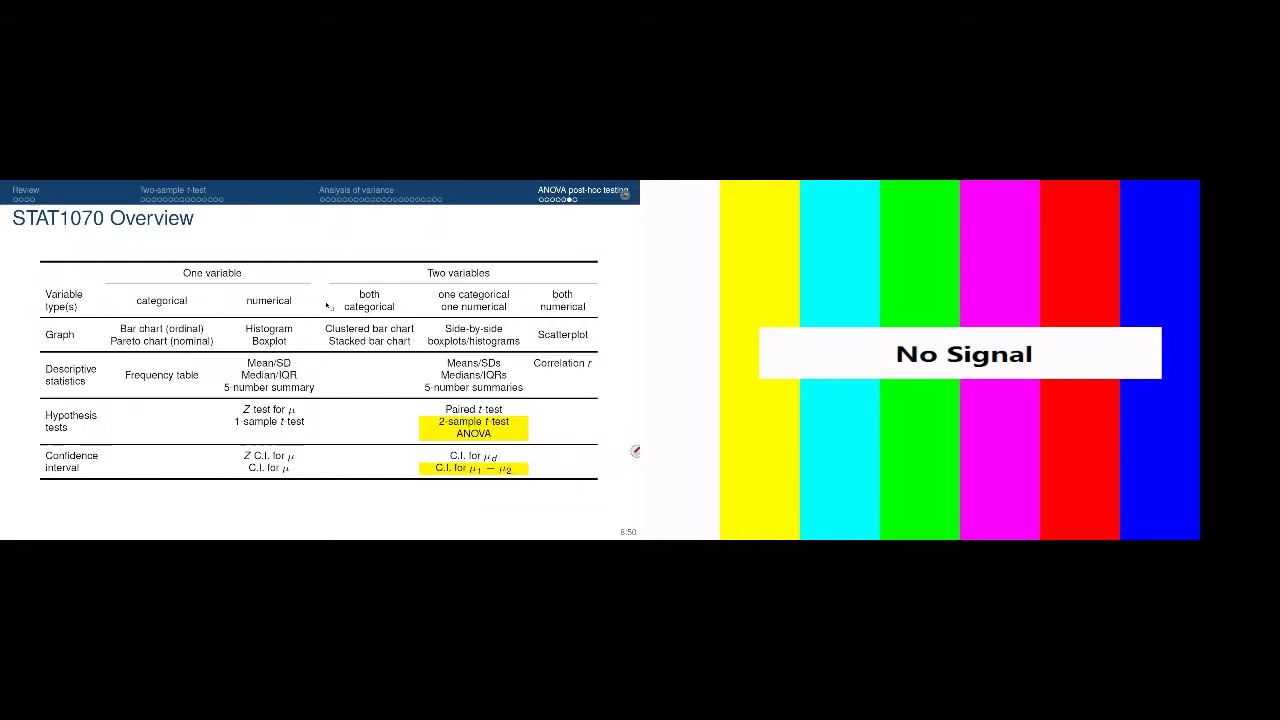 Review Two-sample t-test Analysis of variance ANOVA post-hoc testing
STAT1070 Overview
One variable Two variables
Variable type(s) categorical numerical both categorical one categorical one numerical both numerical
Graph Bar chart (ordinal) Pareto chart (nominal) Histogram Boxplot Clustered bar chart Stacked bar chart Side-by-side boxplots/histograms Scatterplot
Descriptive statistics Frequency table Mean/SD Median/IQR 5-number summary Means/SDs Medians/IQRs 5-number summaries Correlation r
Hypothesis tests Z test for μ 1-sample t-test Paired t-test 2-sample t-test ANOVA
Confidence interval Z C.I. for μ C.I. for μ C.I. for μd C.I. for μ1 − μ2
8:50
No Signal